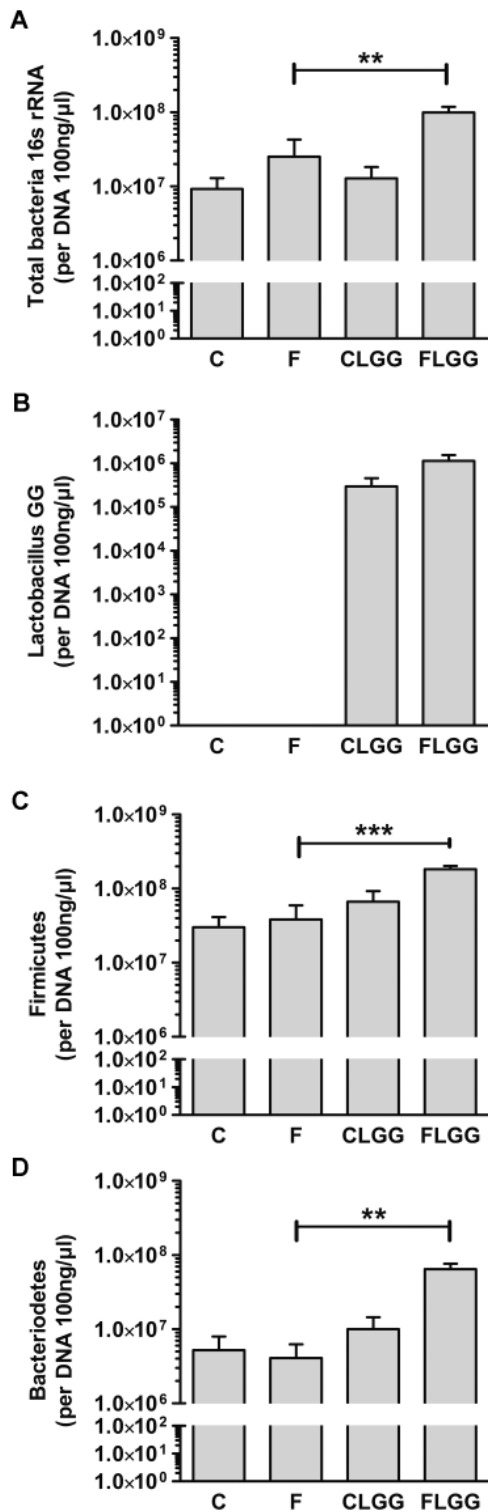 A
Total bacteria 16s rRNA
(per DNA 100ng/µl)
1.0×10⁹
1.0×10⁸
1.0×10⁷
1.0×10⁶
1.0×10²
1.0×10¹
1.0×10⁰
**
C F CLGG FLGG
B
Lactobacillus GG
(per DNA 100ng/µl)
1.0×10⁷
1.0×10⁶
1.0×10⁵
1.0×10⁴
1.0×10³
1.0×10²
1.0×10¹
1.0×10⁰
C F CLGG FLGG
C
Firmicutes
(per DNA 100ng/µl)
1.0×10⁹
1.0×10⁸
1.0×10⁷
1.0×10⁶
1.0×10²
1.0×10¹
1.0×10⁰
***
C F CLGG FLGG
D
Bacteriodetes
(per DNA 100ng/µl)
1.0×10⁹
1.0×10⁸
1.0×10⁷
1.0×10⁶
1.0×10²
1.0×10¹
1.0×10⁰
**
C F CLGG FLGG